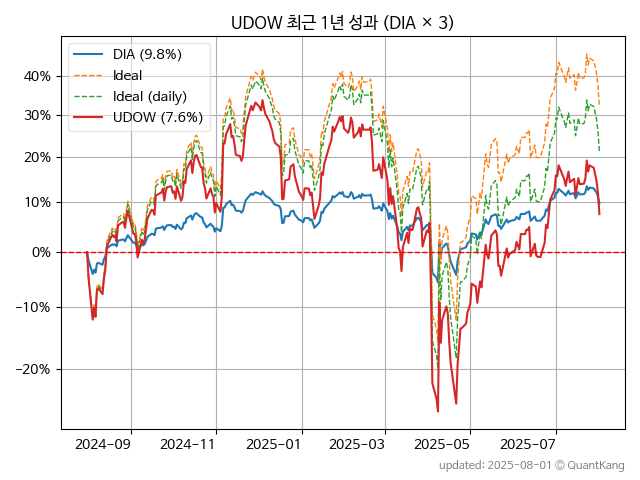 UDOW 최근 1년 성과 (DIA × 3)
DIA (9.8%)
Ideal
Ideal (daily)
UDOW (7.6%)
40%
30%
20%
10%
0%
−10%
−20%
2024-09 2024-11 2025-01 2025-03 2025-05 2025-07
updated: 2025-08-01 © QuantKang